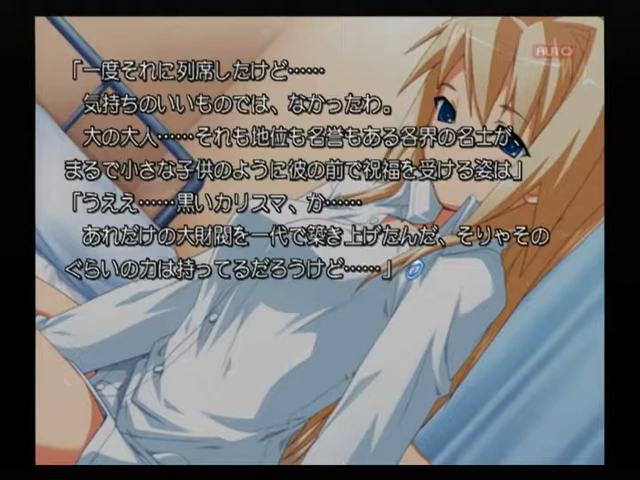 AUTO
「一度それに列席したけど……
気持ちのいいものでは、なかったわ。
大の大人……それも地位も名誉もある各界の名士が
まるで小さな子供のように彼の前で祝福を受ける姿は」
「うええ……黒いカリスマ、か……
あれだけの大財閥を一代で築き上げたんだ、そりゃその
ぐらいの力は持ってるだろうけど……」